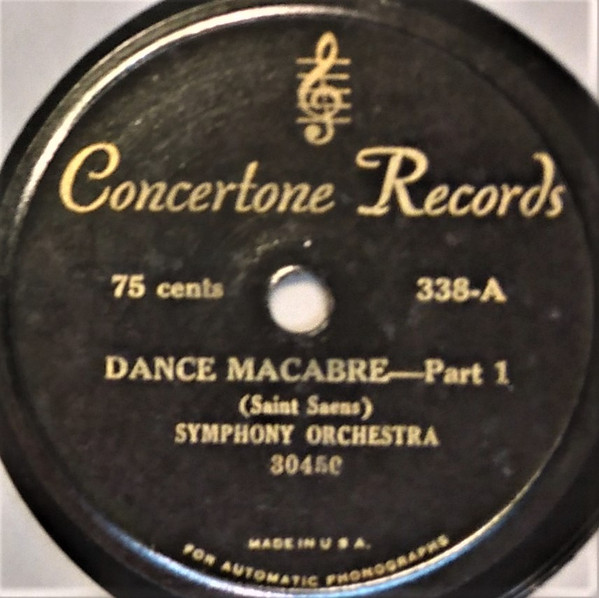 Concertone Records
75 cents 338-A
DANCE MACABRE—Part 1
(Saint Saens)
SYMPHONY ORCHESTRA
MADE IN U S A.
FOR AUTOMATIC PHONOGRAPHS